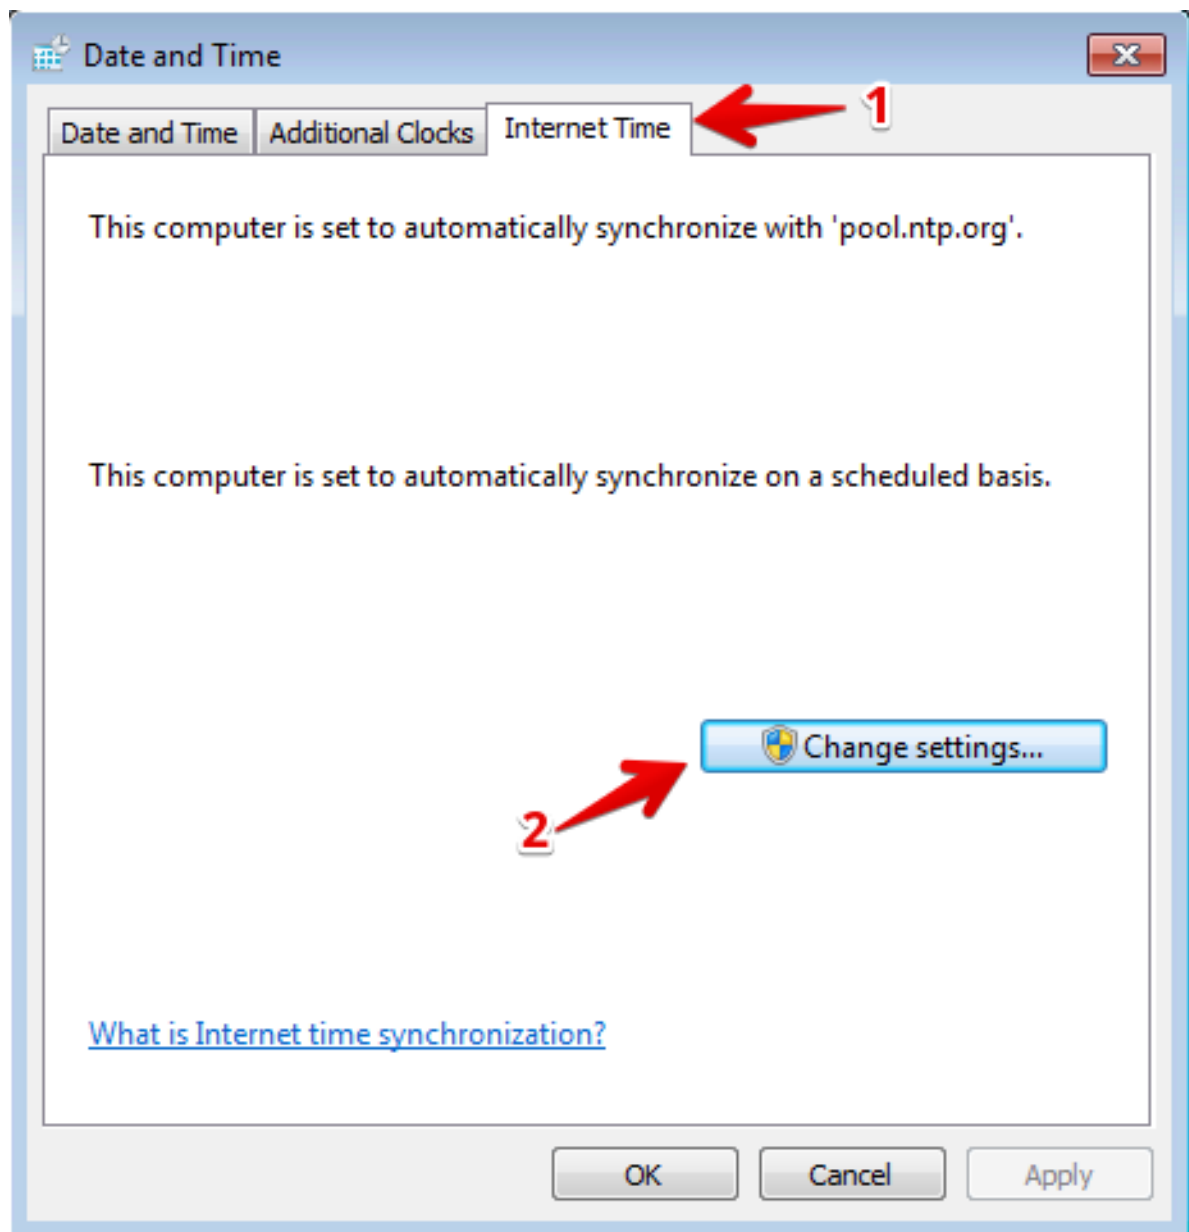 Date and Time
Date and Time Additional Clocks Internet Time 1
This computer is set to automatically synchronize with 'pool.ntp.org'.
This computer is set to automatically synchronize on a scheduled basis.
Change settings...
2
What is Internet time synchronization?
OK Cancel Apply